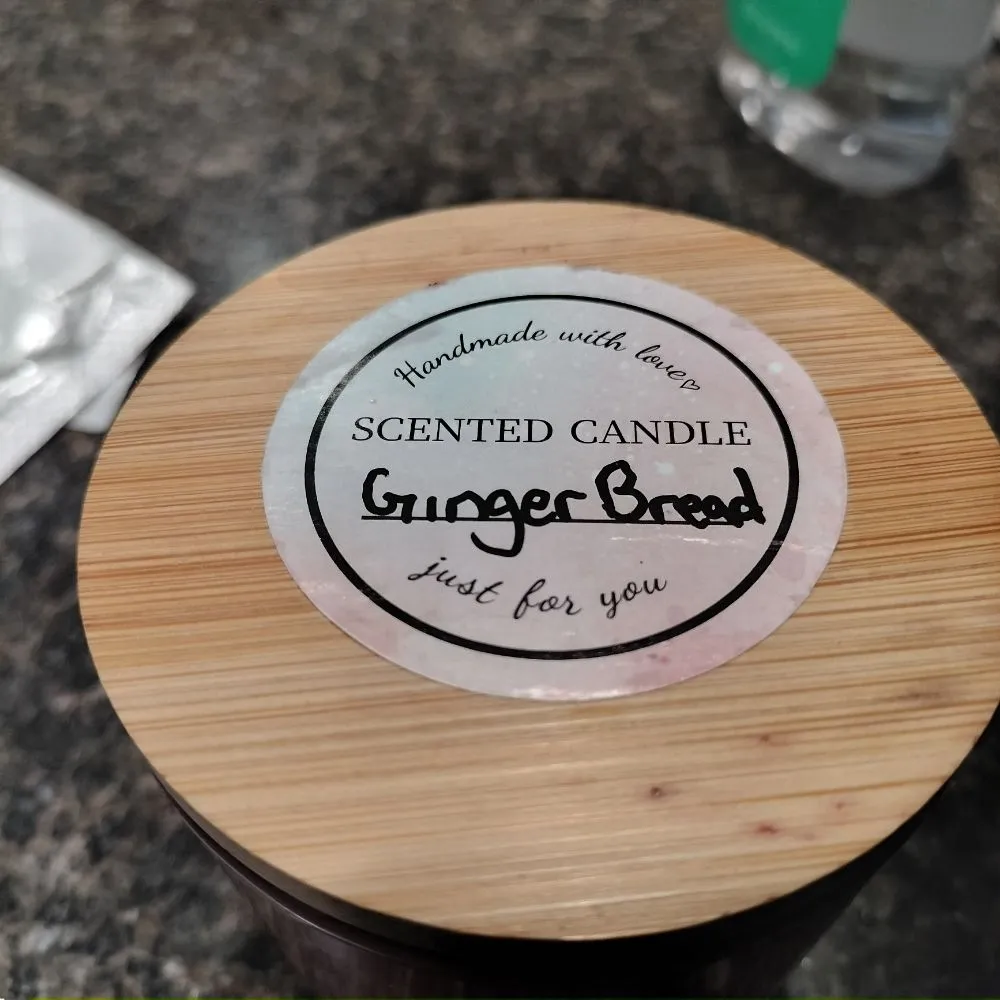 Handmade with love♡
SCENTED CANDLE
Ginger Bread
just for you